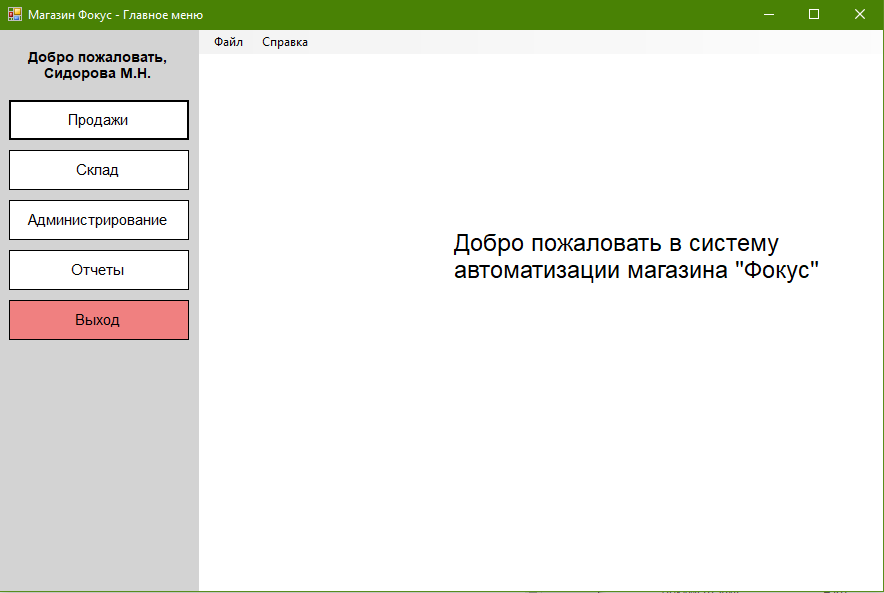 Магазин Фокус - Главное меню
Файл Справка
Добро пожаловать,
Сидорова М.Н.
Продажи
Склад
Администрирование
Отчеты
Выход
Добро пожаловать в систему
автоматизации магазина "Фокус"